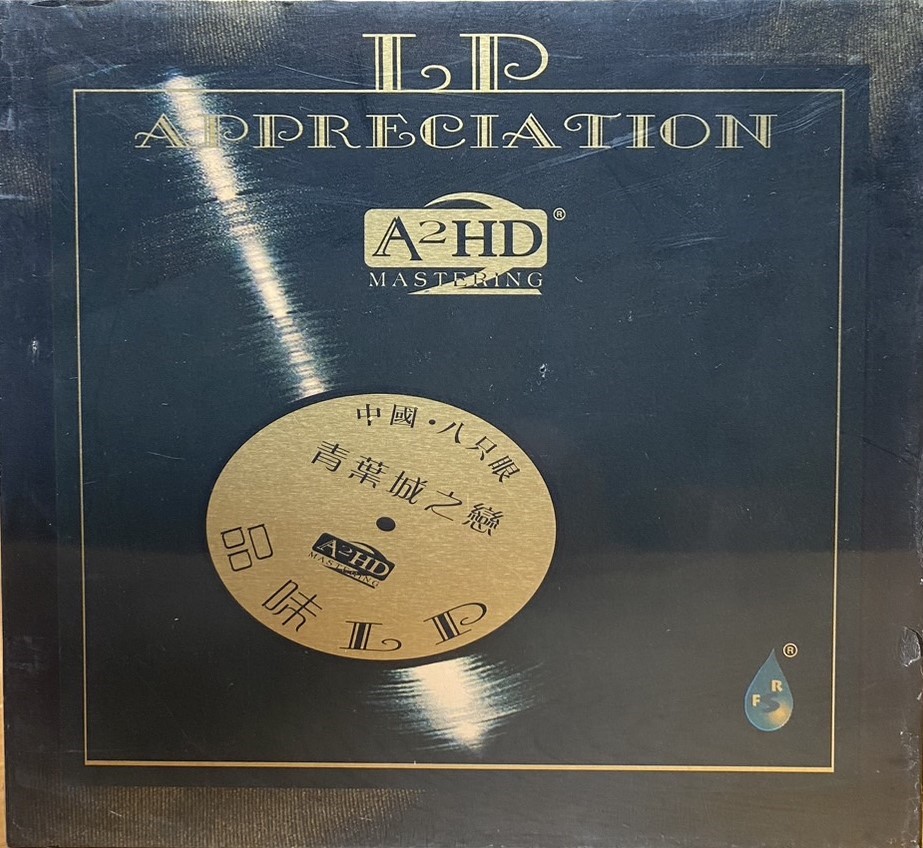 LP
APPRECIATION
A2HD®
MASTERING
中國·八只眼
青葉城之戀
A2HD
MASTERING
品味LP
®
FSR